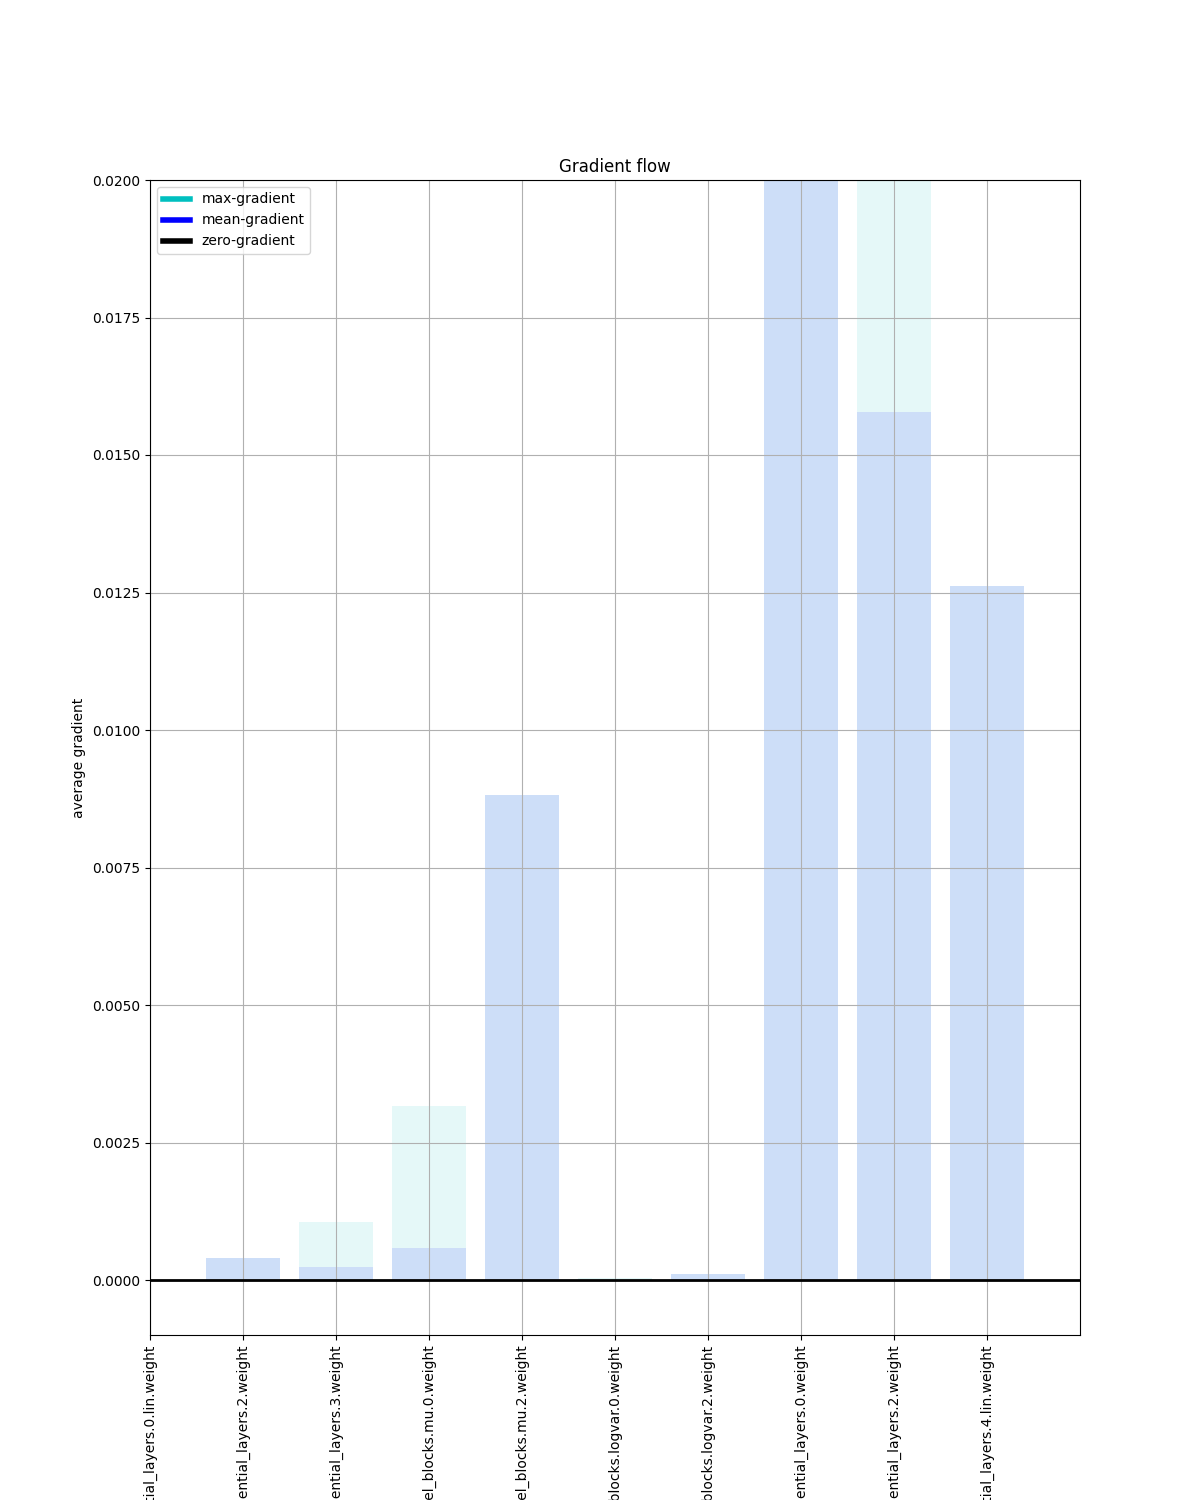 Gradient flow
max-gradient
mean-gradient
zero-gradient
0.0200
0.0175
0.0150
0.0125
0.0100
0.0075
0.0050
0.0025
0.0000
average gradient
tial_layers.0.lin.weight
ential_layers.2.weight
ential_layers.3.weight
el_blocks.mu.0.weight
el_blocks.mu.2.weight
blocks.logvar.0.weight
blocks.logvar.2.weight
ential_layers.0.weight
ential_layers.2.weight
tial_layers.4.lin.weight